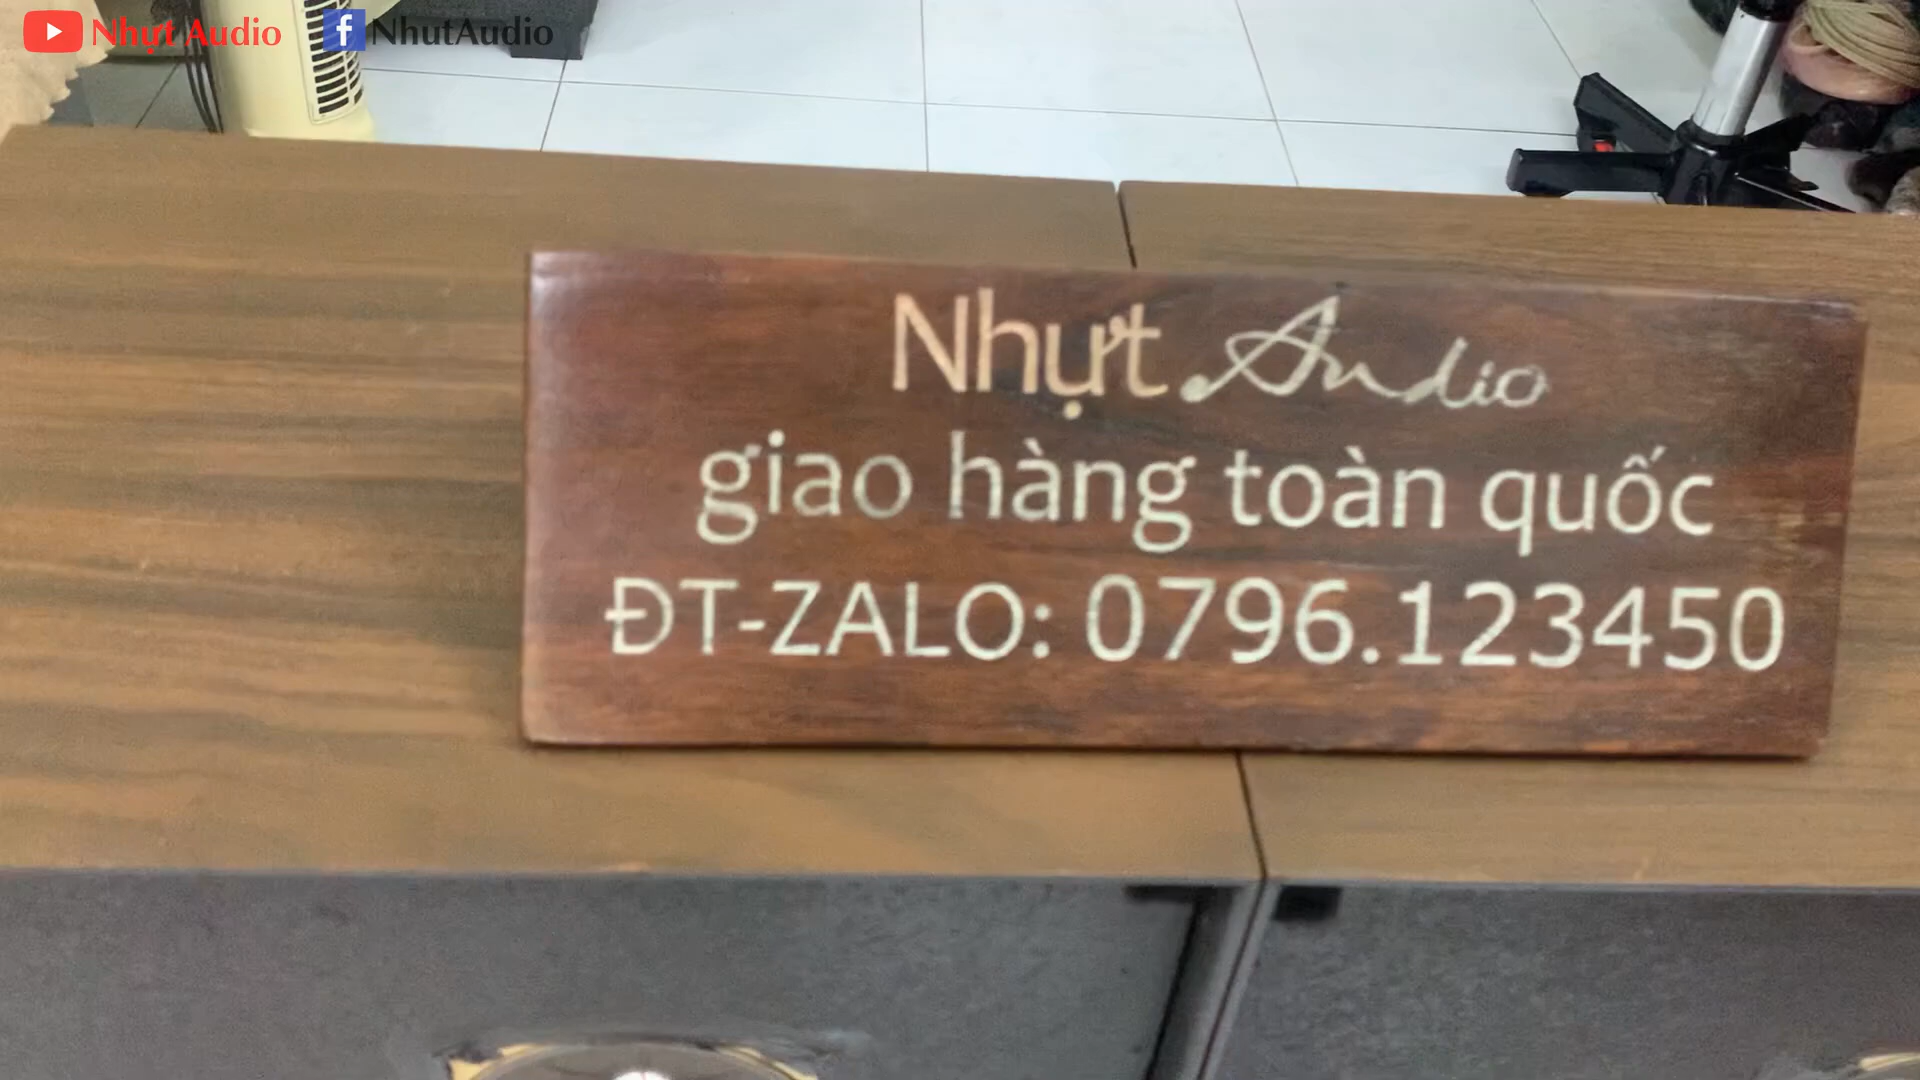 Nhựt Audio NhutAudio
Nhựt Audio
giao hàng toàn quốc
ĐT-ZALO: 0796.123450